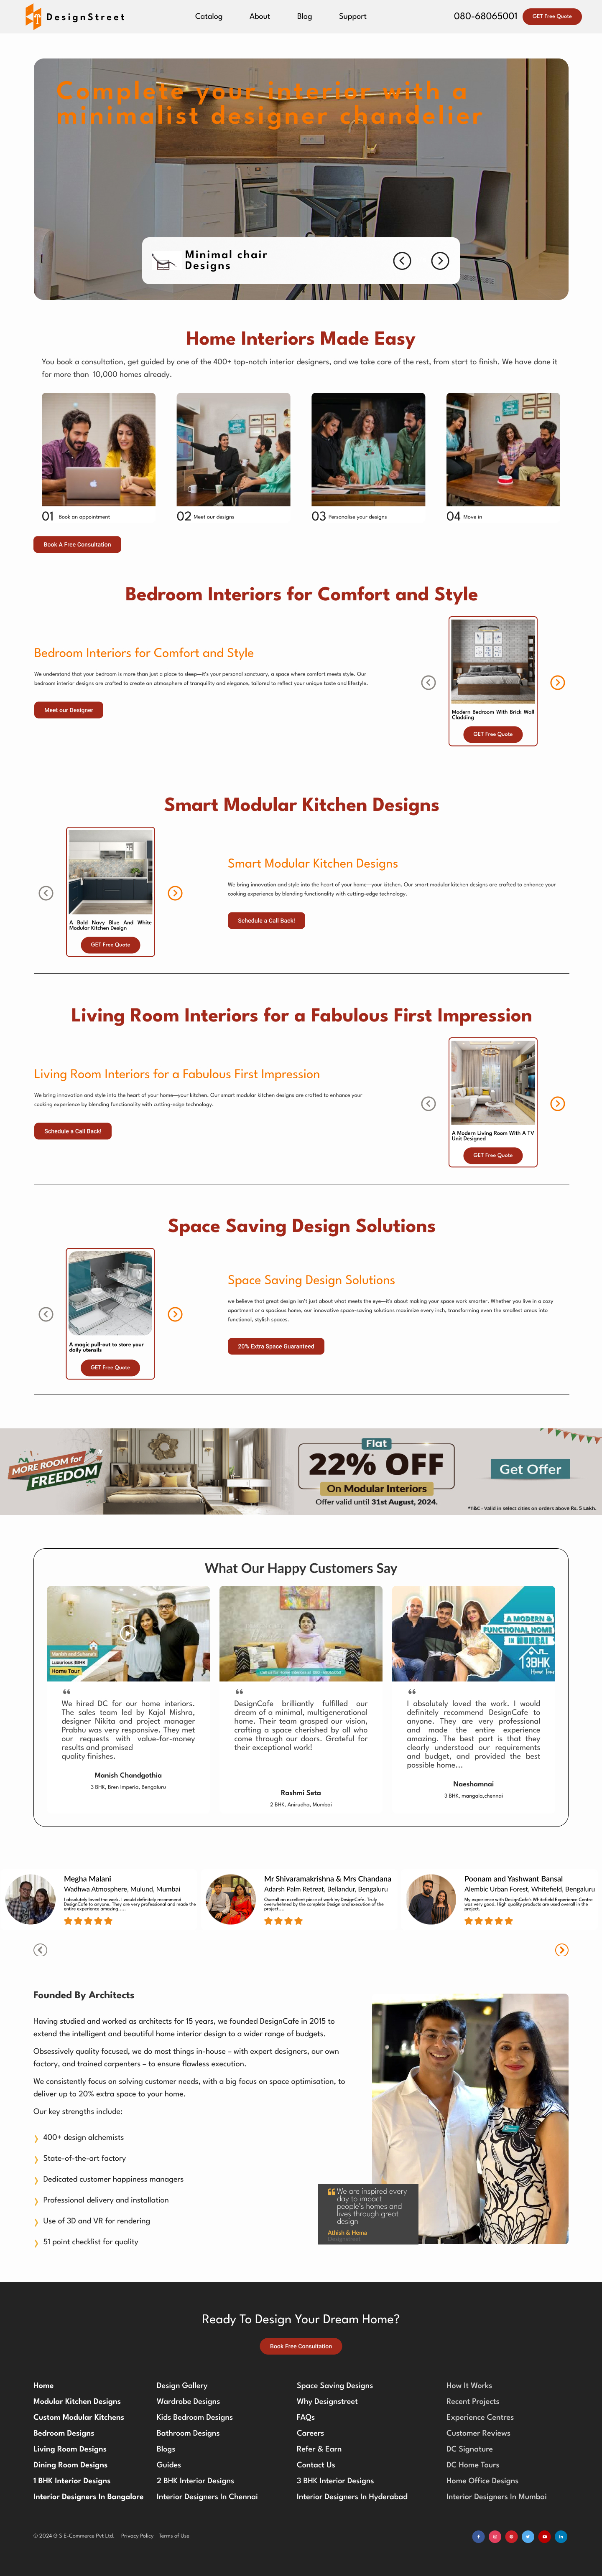 DesignStreet
Catalog
About
Blog
Support
080-68065001
GET Free Quote
Complete your interior with a
minimalist designer chandelier
Minimal chair
Designs
Home Interiors Made Easy
You book a consultation, get guided by one of the 400+ top-notch interior designers, and we take care of the rest, from start to finish. We have done it
for more than 10,000 homes already.
01 Book an appointment
02 Meet our designs
03 Personalise your designs
04 Move in
Book A Free Consultation
Bedroom Interiors for Comfort and Style
Bedroom Interiors for Comfort and Style
We understand that your bedroom is more than just a place to sleep—it's your personal sanctuary, a space where comfort meets style. Our
bedroom interior designs are crafted to create an atmosphere of tranquility and elegance, tailored to reflect your unique taste and lifestyle.
Meet our Designer
Modern Bedroom With Brick Wall
Cladding
GET Free Quote
Smart Modular Kitchen Designs
A Bold Navy Blue And White
Modular Kitchen Design
GET Free Quote
Smart Modular Kitchen Designs
We bring innovation and style into the heart of your home—your kitchen. Our smart modular kitchen designs are crafted to enhance your
cooking experience by blending functionality with cutting-edge technology.
Schedule a Call Back!
Living Room Interiors for a Fabulous First Impression
Living Room Interiors for a Fabulous First Impression
We bring innovation and style into the heart of your home—your kitchen. Our smart modular kitchen designs are crafted to enhance your
cooking experience by blending functionality with cutting-edge technology.
Schedule a Call Back!
A Modern Living Room With A TV
Unit Designed
GET Free Quote
Space Saving Design Solutions
A magic pull-out to store your
daily utensils
GET Free Quote
Space Saving Design Solutions
we believe that great design isn't just about what meets the eye—it's about making your space work smarter. Whether you live in a cozy
apartment or a spacious home, our innovative space-saving solutions maximize every inch, transforming even the smallest areas into
functional, stylish spaces.
20% Extra Space Guaranteed
MORE ROOM for
FREEDOM
Flat
22% OFF
On Modular Interiors
Offer valid until 31st August, 2024.
Get Offer
*T&C - Valid in select cities on orders above Rs. 5 Lakh.
What Our Happy Customers Say
Luxurious 3BHK
Home Tour
A MODERN &
FUNCTIONAL HOME
IN MUMBAI
3BHK
Home Tour
“
We hired DC for our home interiors.
The sales team led by Kajol Mishra,
designer Nikita and project manager
Prabhu was very responsive. They met
our requests with value-for-money
results and promised
quality finishes.
Manish Chandgothia
3 BHK, Bren Imperia, Bengaluru
“
DesignCafe brilliantly fulfilled our
dream of a minimal, multigenerational
home. Their team grasped our vision,
crafting a space cherished by all who
come through our doors. Grateful for
their exceptional work!
Rashmi Seta
2 BHK, Anirudha, Mumbai
“
I absolutely loved the work. I would
definitely recommend DesignCafe to
anyone. They are very professional
and made the entire experience
amazing. The best part is that they
clearly understood our requirements
and budget, and provided the best
possible home...
Naeshamnai
3 BHK, mangala,chennai
Megha Malani
Wadhwa Atmosphere, Mulund, Mumbai
I absolutely loved the work. I would definitely recommend
DesignCafe to anyone. They are very professional and made the
entire experience amazing.....
Mr Shivaramakrishna & Mrs Chandana
Adarsh Palm Retreat, Bellandur, Bengaluru
Overall an excellent piece of work by DesignCafe. Truly
overwhelmed by the complete Design and execution of the
project....
Poonam and Yashwant Bansal
Alembic Urban Forest, Whitefield, Bengaluru
My experience with DesignCafe's Whitefield Experience Centre
was very good. High quality products are used overall in the
project.
Founded By Architects
Having studied and worked as architects for 15 years, we founded DesignCafe in 2015 to
extend the intelligent and beautiful home interior design to a wider range of budgets.
Obsessively quality focused, we do most things in-house – with expert designers, our own
factory, and trained carpenters – to ensure flawless execution.
We consistently focus on solving customer needs, with a big focus on space optimisation, to
deliver up to 20% extra space to your home.
Our key strengths include:
400+ design alchemists
State-of-the-art factory
Dedicated customer happiness managers
Professional delivery and installation
Use of 3D and VR for rendering
51 point checklist for quality
“ We are inspired every
day to impact
people's homes and
lives through great
design
Athish & Hema
Ready To Design Your Dream Home?
Book Free Consultation
Home
Modular Kitchen Designs
Custom Modular Kitchens
Bedroom Designs
Living Room Designs
Dining Room Designs
1 BHK Interior Designs
Interior Designers In Bangalore
Design Gallery
Wardrobe Designs
Kids Bedroom Designs
Bathroom Designs
Blogs
Guides
2 BHK Interior Designs
Interior Designers In Chennai
Space Saving Designs
Why Designstreet
FAQs
Careers
Refer & Earn
Contact Us
3 BHK Interior Designs
Interior Designers In Hyderabad
How It Works
Recent Projects
Experience Centres
Customer Reviews
DC Signature
DC Home Tours
Home Office Designs
Interior Designers In Mumbai
© 2024 G S E-Commerce Pvt Ltd.
Privacy Policy
Terms of Use